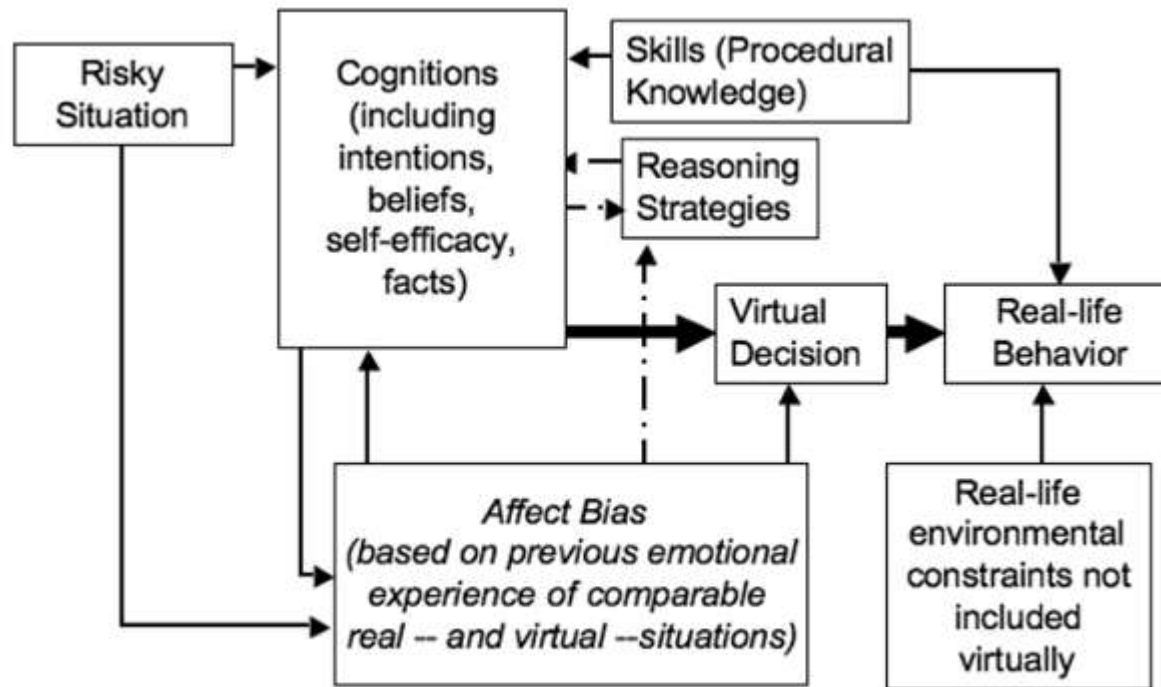 Risky
Situation
Cognitions
(including
intentions,
beliefs,
self-efficacy,
facts)
Skills (Procedural
Knowledge)
Reasoning
Strategies
Virtual
Decision
Real-life
Behavior
Affect Bias
(based on previous emotional
experience of comparable
real -- and virtual --situations)
Real-life
environmental
constraints not
included
virtually